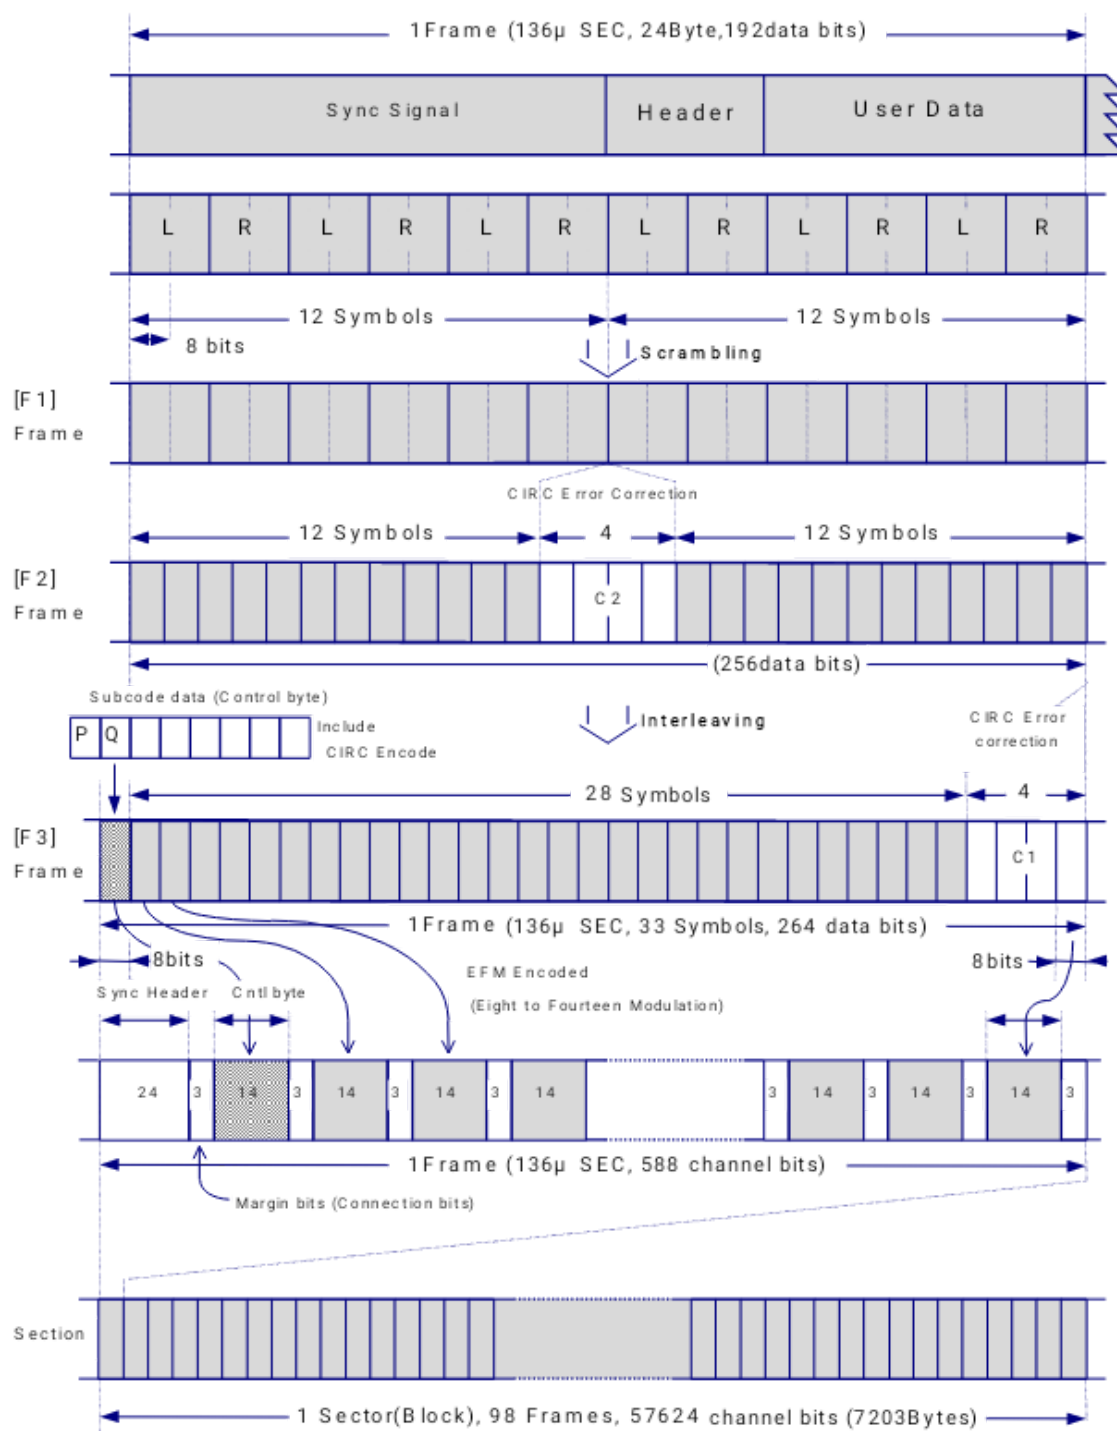 1Frame (136µ SEC, 24Byte,192data bits)
Sync Signal Header User Data
L R L R L R L R L R L R
12 Symbols 12 Symbols
8 bits
Scrambling
[F1]
Frame
CIRC Error Correction
12 Symbols 4 12 Symbols
[F2]
Frame
C2
(256data bits)
Subcode data (Control byte)
P Q
Include
CIRC Encode
Interleaving
CIRC Error
correction
28 Symbols 4
[F3]
Frame
C1
1Frame (136µ SEC, 33 Symbols, 264 data bits)
8bits 8bits
Sync Header Cntl byte
EFM Encoded
(Eight to Fourteen Modulation)
24 3 14 3 14 3 14 3 14 3 14 3 14 3 14 3
1Frame (136µ SEC, 588 channel bits)
Margin bits (Connection bits)
Section
1 Sector(Block), 98 Frames, 57624 channel bits (7203Bytes)